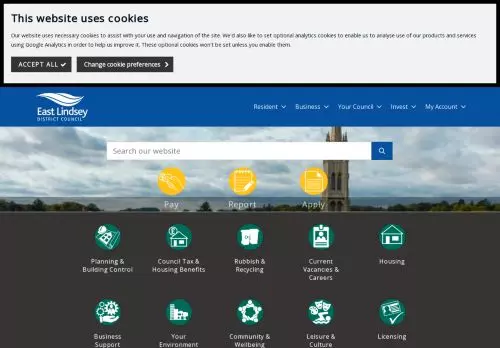 This website uses cookies
Our website uses necessary cookies to assist with your use and navigation of the site. We'd also like to set optional analytics cookies to enable us to analyse use of our products and services
using Google Analytics in order to help us improve it. These optional cookies won't be set unless you enable them.
ACCEPT ALL
Change cookie preferences
East Lindsey
DISTRICT COUNCIL
Resident
Business
Your Council
Invest
My Account
Search our website
Pay
Report
Apply
Planning &
Building Control
Council Tax &
Housing Benefits
Rubbish &
Recycling
Current
Vacancies &
Careers
Housing
Business
Support
Your
Environment
Community &
Wellbeing
Leisure &
Culture
Licensing